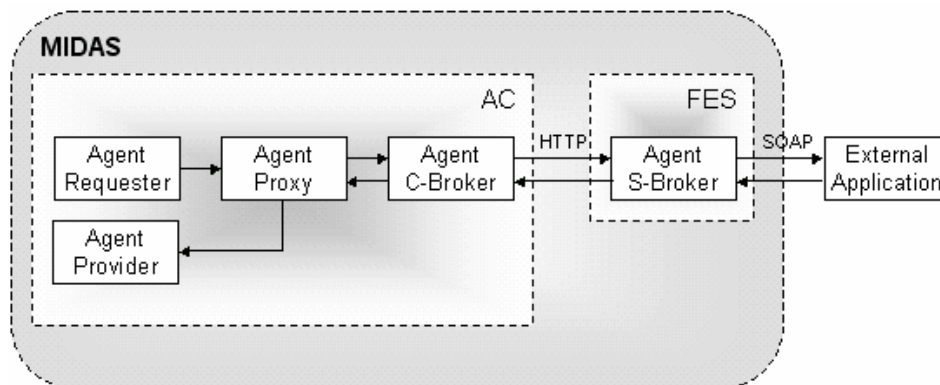 MIDAS
AC
FES
HTTP
SOAP
Agent
Requester
Agent
Proxy
Agent
C-Broker
Agent
S-Broker
External
Application
Agent
Provider